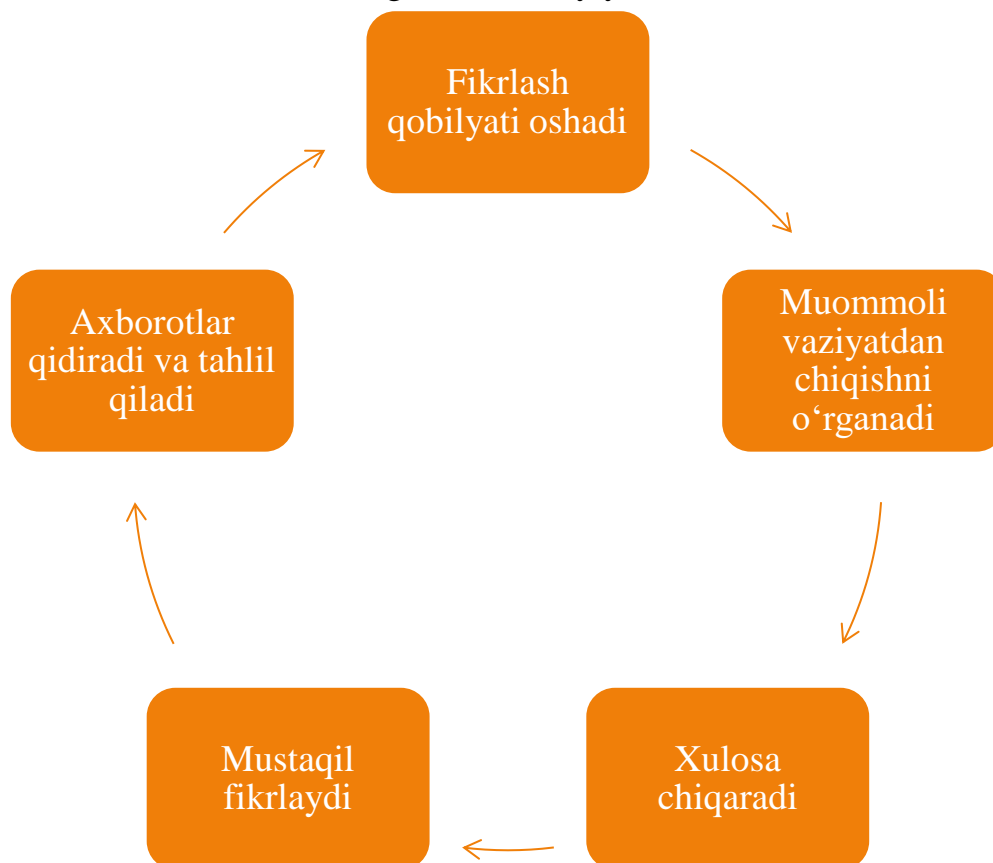 Fikrlash
qobilyati oshadi
Muommoli
vaziyatdan
chiqishni
o‘rganadi
Xulosa
chiqaradi
Mustaqil
fikrlaydi
Axborotlar
qidiradi va tahlil
qiladi